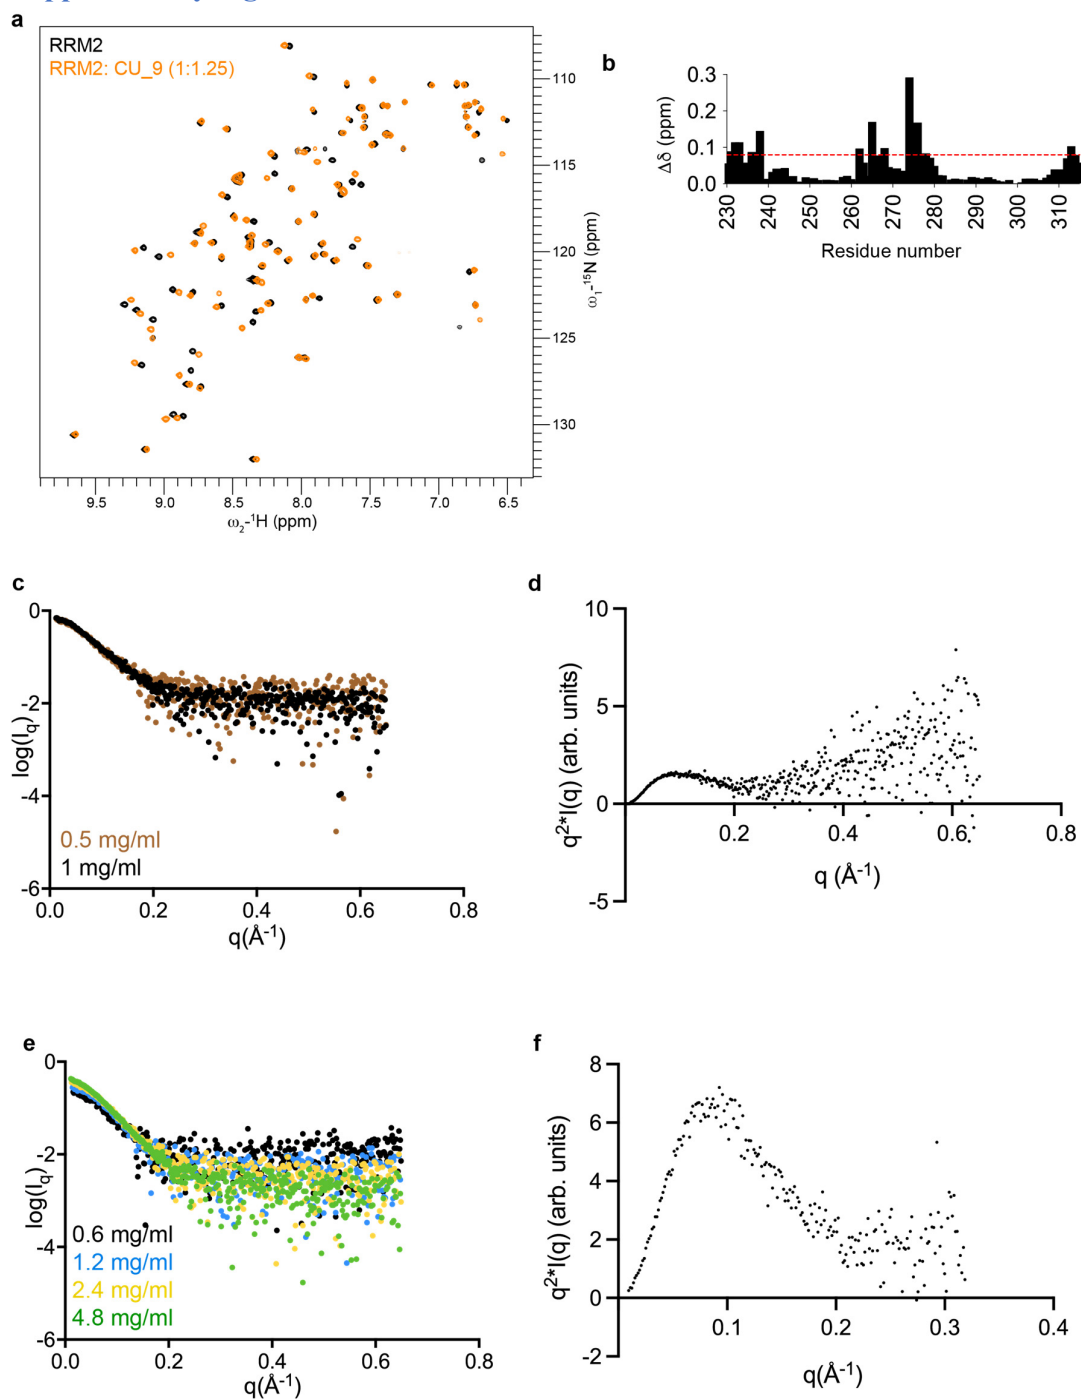 a
RRM2
RRM2: CU_9 (1:1.25)
110
115
120
125
130
ω1-15N (ppm)
9.5 9.0 8.5 8.0 7.5 7.0 6.5
ω2-1H (ppm)
b
0.3
0.2
0.1
0.0
Δδ (ppm)
230 240 250 260 270 280 290 300 310
Residue number
c
0
-2
-4
-6
log(Iq)
0.5 mg/ml
1 mg/ml
0.0 0.2 0.4 0.6 0.8
q(Å-1)
d
10
5
0
-5
q2*I(q) (arb. units)
0.2 0.4 0.6 0.8
q (Å-1)
e
0
-2
-4
-6
log(Iq)
0.6 mg/ml
1.2 mg/ml
2.4 mg/ml
4.8 mg/ml
0.0 0.2 0.4 0.6 0.8
q(Å-1)
f
8
6
4
2
0
-2
q2*I(q) (arb. units)
0.1 0.2 0.3 0.4
q(Å-1)